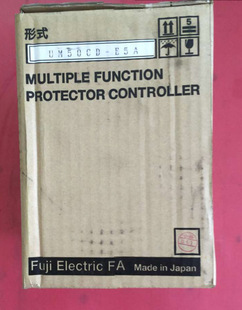 形式
UM50CD-E5A
5
MULTIPLE FUNCTION
PROTECTOR CONTROLLER
Fuji Electric FA Made in Japan